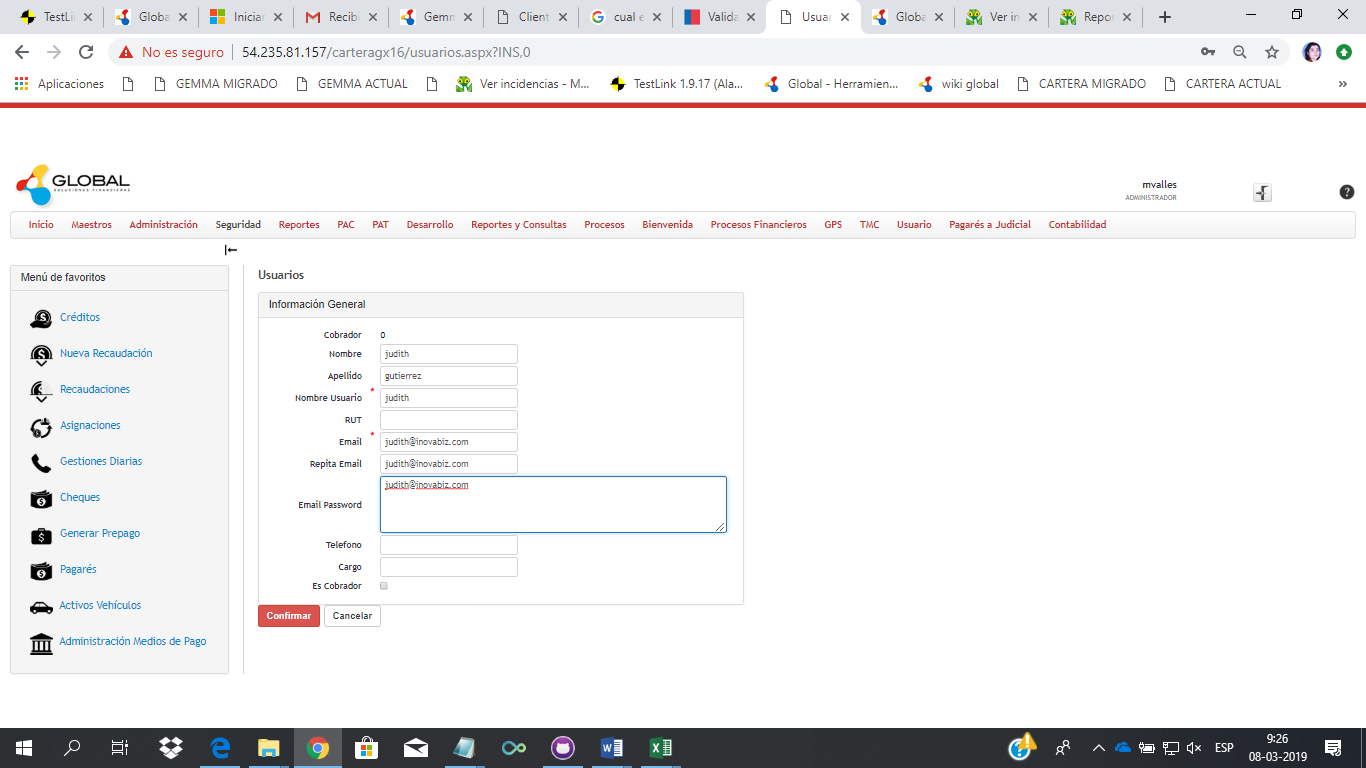 TestLi
Globa
Iniciar
Recibi
Gemm
Client
cual e
Valida
Usuar
Globa
Ver in
Repor
No es seguro | 54.235.81.157/carteragx16/usuarios.aspx?INS,0
Aplicaciones
GEMMA MIGRADO
GEMMA ACTUAL
Ver incidencias - M...
TestLink 1.9.17 (Ala...
Global - Herramien...
wiki global
CARTERA MIGRADO
CARTERA ACTUAL
»
GLOBAL
SOLUCIONES FINANCIERAS
mvalles
ADMINISTRADOR
Inicio Maestros Administración Seguridad Reportes PAC PAT Desarrollo Reportes y Consultas Procesos Bienvenida Procesos Financieros GPS TMC Usuario Pagarés a Judicial Contabilidad
Menú de favoritos
Créditos
Nueva Recaudación
Recaudaciones
Asignaciones
Gestiones Diarias
Cheques
Generar Prepago
Pagarés
Activos Vehículos
Administración Medios de Pago
Usuarios
Información General
Cobrador 0
Nombre judith
Apellido gutierrez
Nombre Usuario * judith
RUT
Email * judith@inovabiz.com
Repita Email judith@inovabiz.com
Email Password judith@inovabiz.com
Telefono
Cargo
Es Cobrador
Confirmar Cancelar
ESP
9:26
08-03-2019